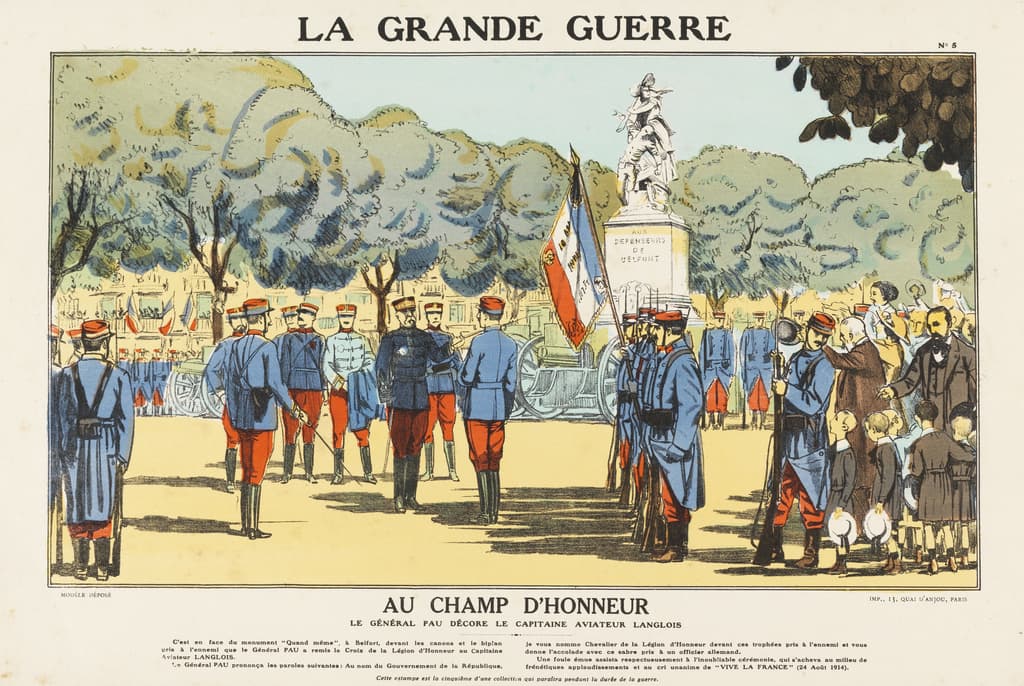 LA GRANDE GUERRE
N° 5
AUX
DEFENSEURS
DE
BELFORT
MODÈLE DÉPOSÉ
IMP., 13, QUAI D'ANJOU, PARIS
AU CHAMP D'HONNEUR
LE GÉNÉRAL PAU DÉCORE LE CAPITAINE AVIATEUR LANGLOIS
C'est en face du monument "Quand même", à Belfort, devant les canons et le biplan
pris à l'ennemi que le Général PAU a remis la Croix de la Légion d'Honneur au Capitaine
Aviateur LANGLOIS.
Le Général PAU prononça les paroles suivantes : Au nom du Gouvernement de la République,
je vous nomme Chevalier de la Légion d'Honneur devant ces trophées pris à l'ennemi et vous
donne l'accolade avec ce sabre pris à un officier allemand.
Une foule émue assista respectueusement à l'inoubliable cérémonie, qui s'acheva au milieu de
frénétiques applaudissements et au cri unanime de "VIVE LA FRANCE" (24 Août 1914).
Cette estampe est la cinquième d'une collection qui paraîtra pendant la durée de la guerre.